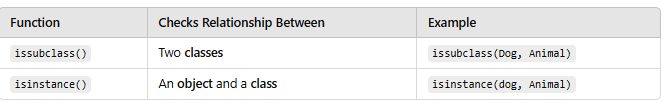 Function Checks Relationship Between Example
issubclass() Two classes issubclass(Dog, Animal)
isinstance() An object and a class isinstance(dog, Animal)